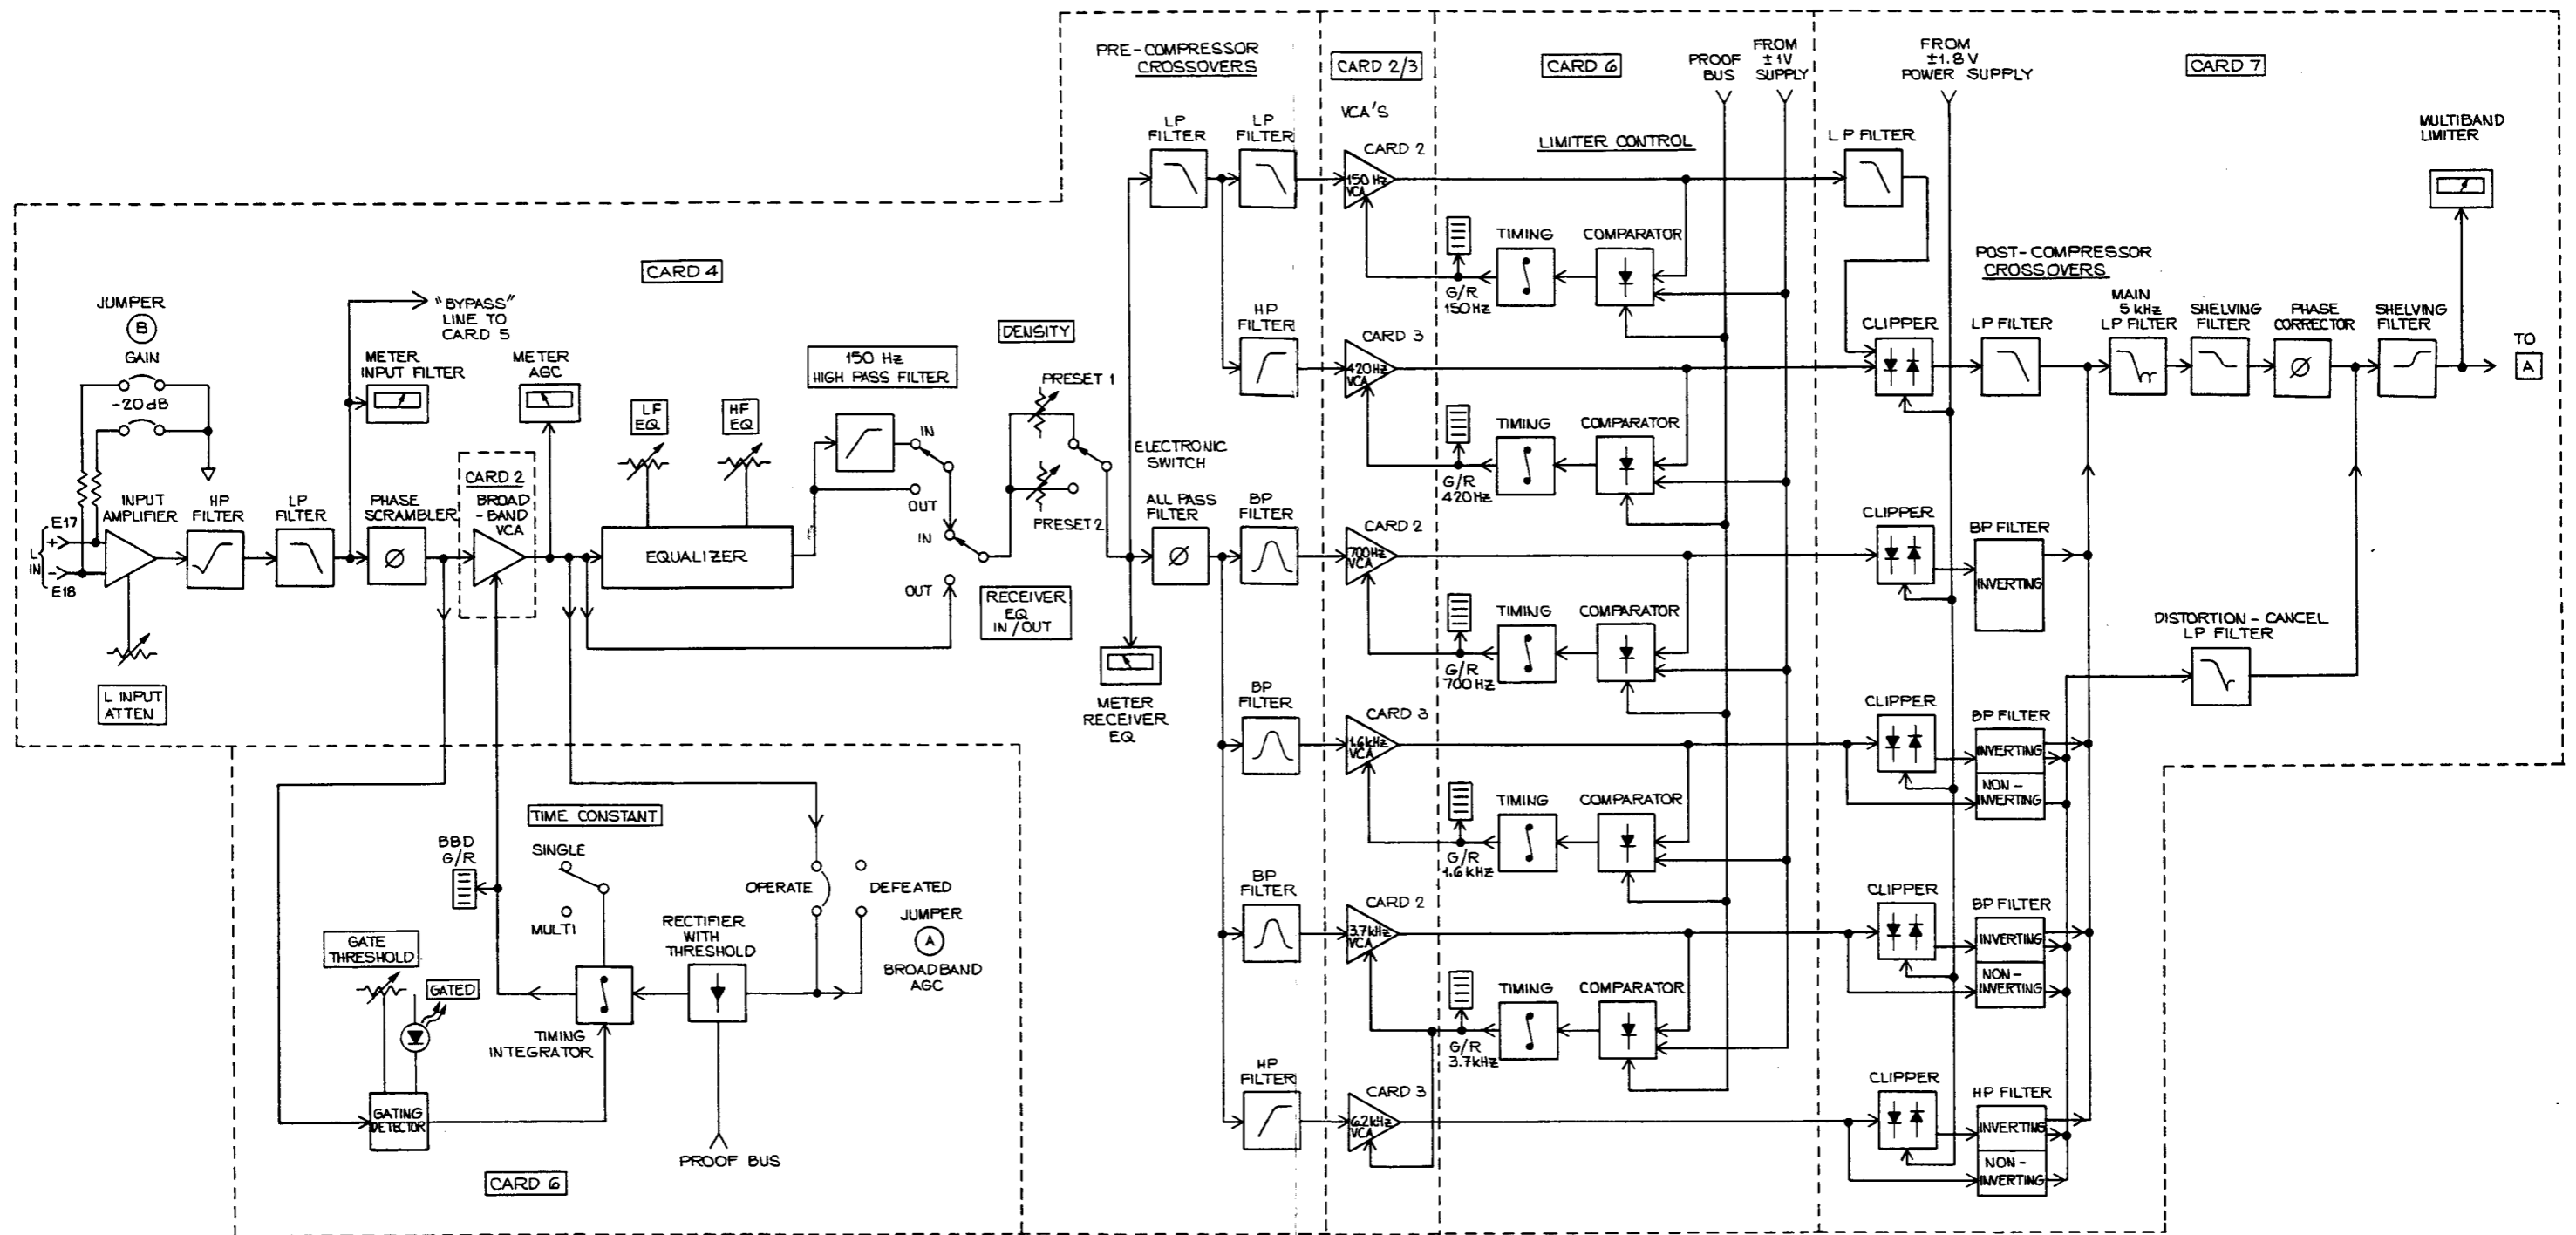 PRE-COMPRESSOR
CROSSOVERS
CARD 2/3
CARD 6
PROOF
BUS
FROM
±1V
SUPPLY
FROM
±1.8V
POWER SUPPLY
CARD 7
VCA'S
LP
FILTER
LP
FILTER
CARD 2
150 Hz
VCA
LIMITER CONTROL
LP FILTER
MULTIBAND
LIMITER
TIMING
COMPARATOR
G/R
150Hz
HP
FILTER
CARD 3
420Hz
VCA
TIMING
COMPARATOR
G/R
420Hz
POST-COMPRESSOR
CROSSOVERS
CLIPPER
LP FILTER
MAIN
5 kHz
LP FILTER
SHELVING
FILTER
PHASE
CORRECTOR
SHELVING
FILTER
TO
A
CARD 4
JUMPER
B
GAIN
-20dB
"BYPASS"
LINE TO
CARD 5
METER
INPUT FILTER
METER
AGC
LF
EQ
HF
EQ
150 Hz
HIGH PASS FILTER
IN
OUT
DENSITY
PRESET 1
PRESET 2
ELECTRONIC
SWITCH
E17
+
L
IN
-
E18
INPUT
AMPLIFIER
HP
FILTER
LP
FILTER
PHASE
SCRAMBLER
Ø
CARD 2
BROAD
-BAND
VCA
EQUALIZER
IN
OUT
RECEIVER
EQ
IN/OUT
L INPUT
ATTEN
METER
RECEIVER
EQ
ALL PASS
FILTER
Ø
BP
FILTER
CARD 2
700Hz
VCA
TIMING
COMPARATOR
G/R
700Hz
CLIPPER
BP FILTER
INVERTING
Ø
DISTORTION-CANCEL
LP FILTER
BP
FILTER
CARD 3
1.6kHz
VCA
TIMING
COMPARATOR
G/R
1.6kHz
CLIPPER
BP FILTER
INVERTING
NON-
INVERTING
BP
FILTER
CARD 2
3.7kHz
VCA
TIMING
COMPARATOR
G/R
3.7kHz
CLIPPER
BP FILTER
INVERTING
NON-
INVERTING
HP
FILTER
CARD 3
6.2kHz
VCA
CLIPPER
HP FILTER
INVERTING
NON-
INVERTING
BBD
G/R
TIME CONSTANT
SINGLE
MULTI
OPERATE
DEFEATED
JUMPER
A
BROADBAND
AGC
RECTIFIER
WITH
THRESHOLD
GATE
THRESHOLD
GATED
TIMING
INTEGRATOR
GATING
DETECTOR
PROOF BUS
CARD 6